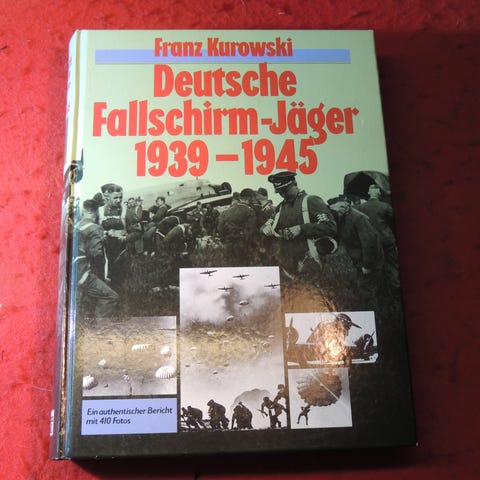 Franz Kurowski
Deutsche
Fallschirm-Jäger
1939–1945
Ein authentischer Bericht
mit 410 Fotos